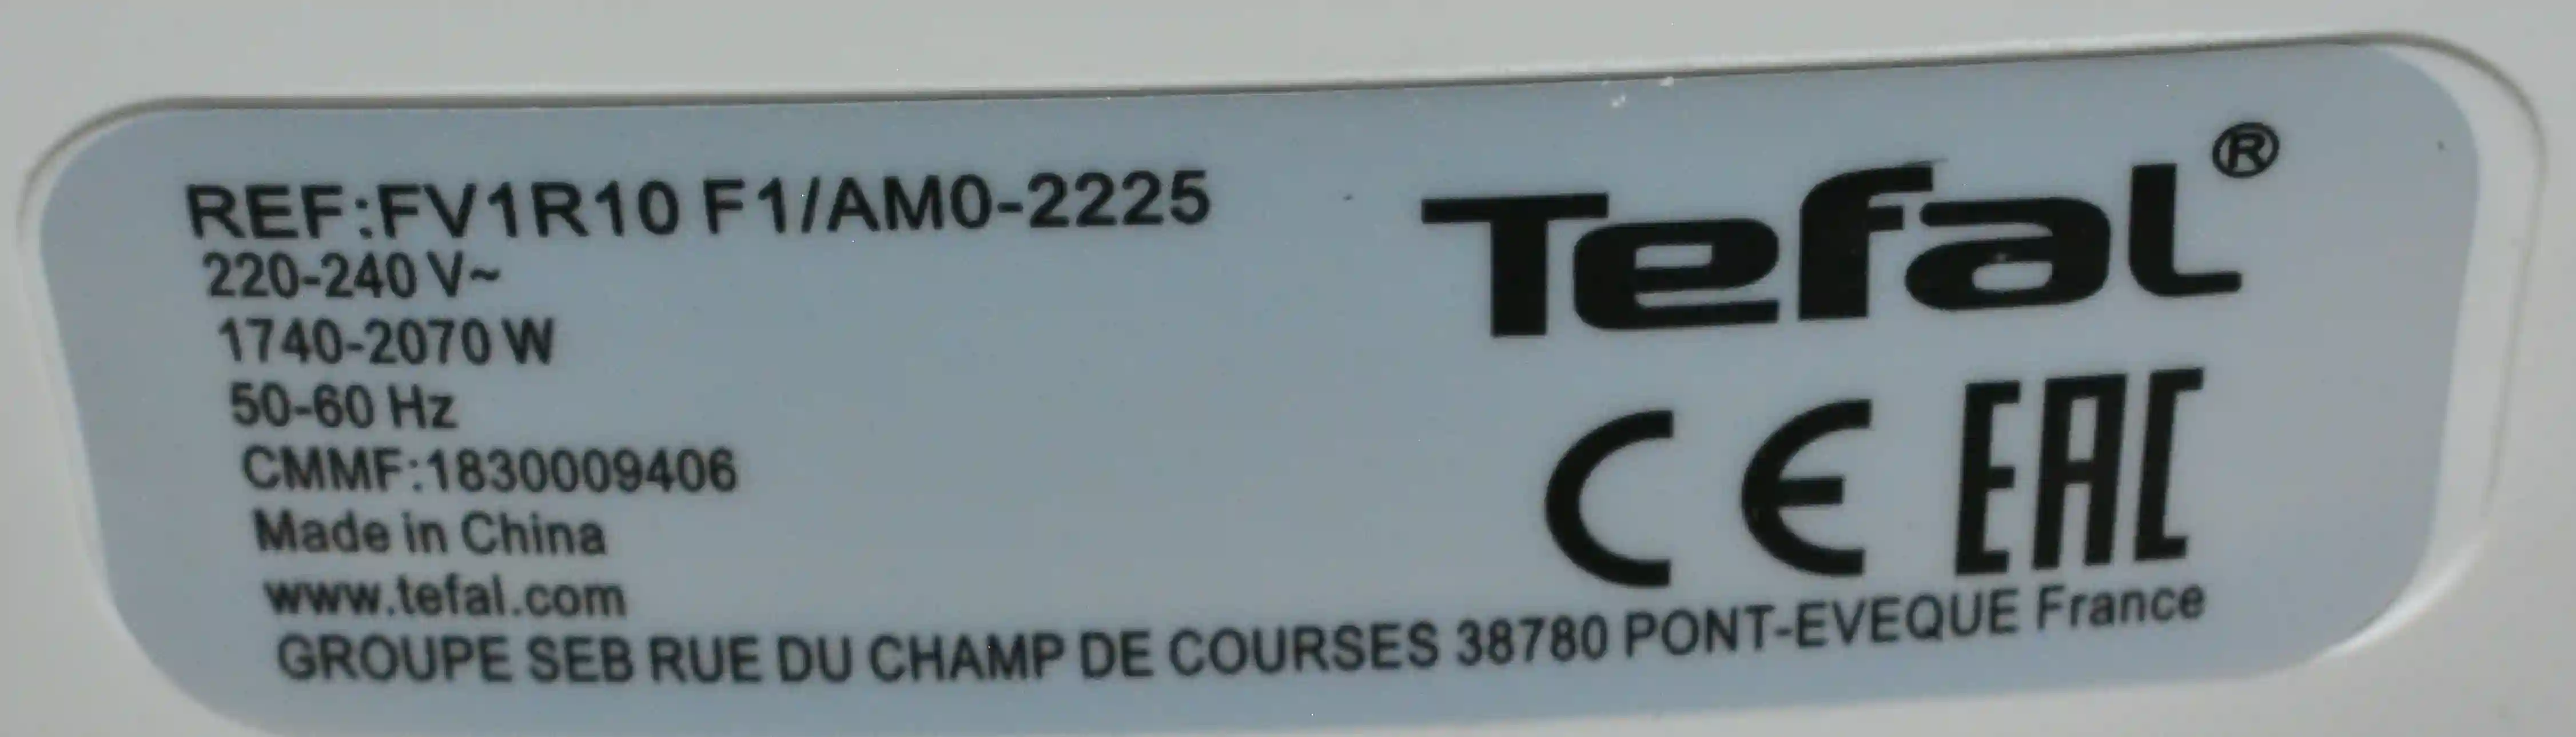 REF:FV1R10 F1/AM0-2225
220-240 V~
1740-2070 W
50-60 Hz
CMMF:1830009406
Made in China
www.tefal.com
GROUPE SEB RUE DU CHAMP DE COURSES 38780 PONT-EVEQUE France
Tefal®
CE EAC